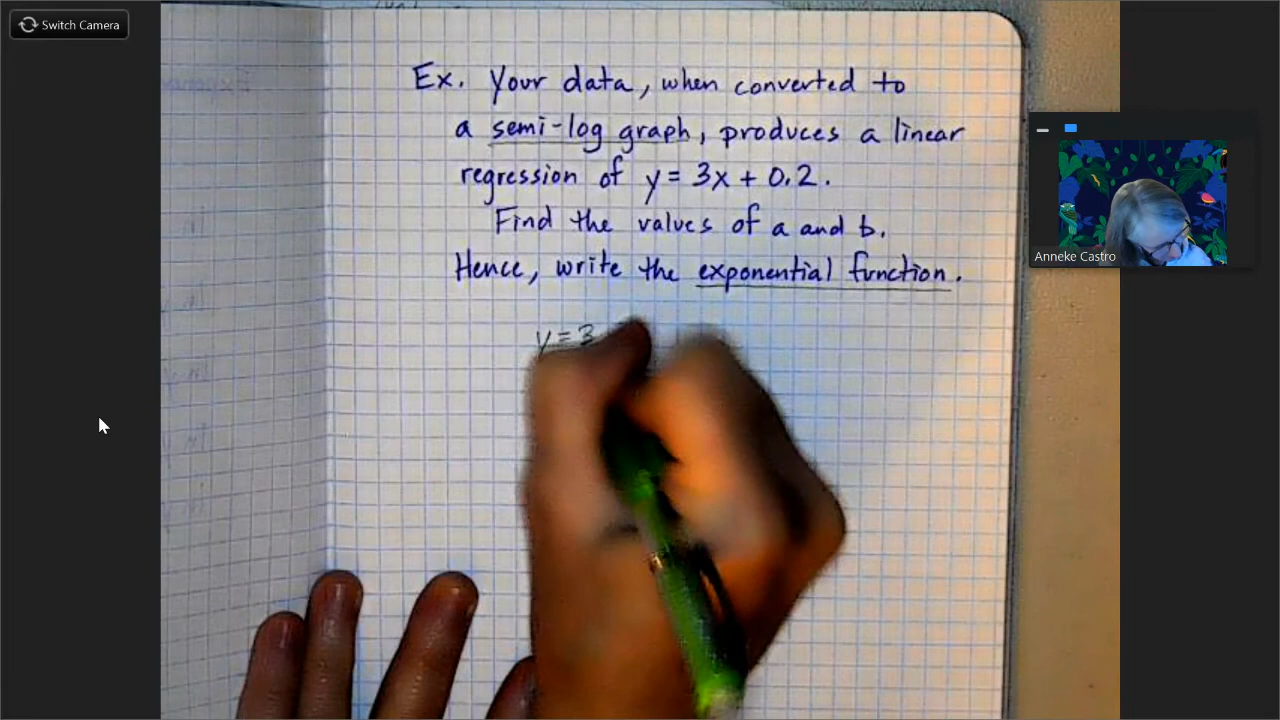 Switch Camera
Ex. Your data, when converted to
a semi-log graph, produces a linear
regression of y = 3x + 0.2.
Find the values of a and b.
Hence, write the exponential function.
y = 3
Anneke Castro